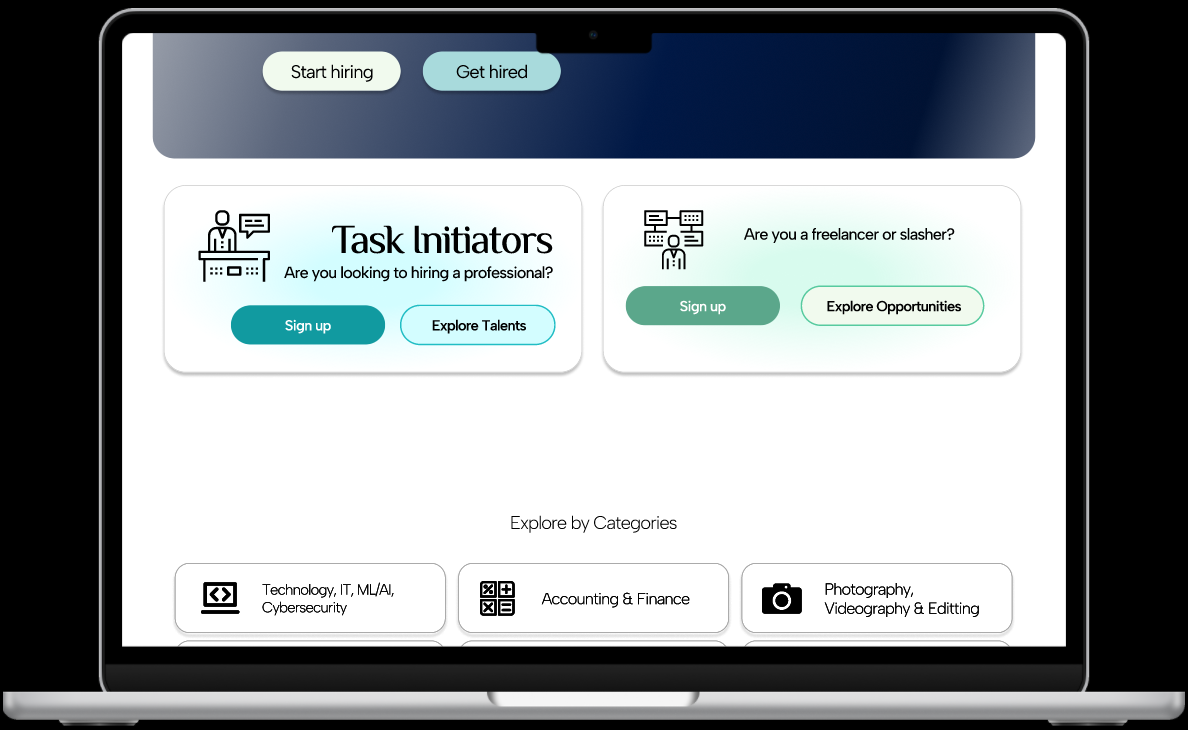 Start hiring
Get hired
Task Initiators
Are you looking to hiring a professional?
Sign up
Explore Talents
Are you a freelancer or slasher?
Sign up
Explore Opportunities
Explore by Categories
Technology, IT, ML/AI,
Cybersecurity
Accounting & Finance
Photography,
Videography & Editting